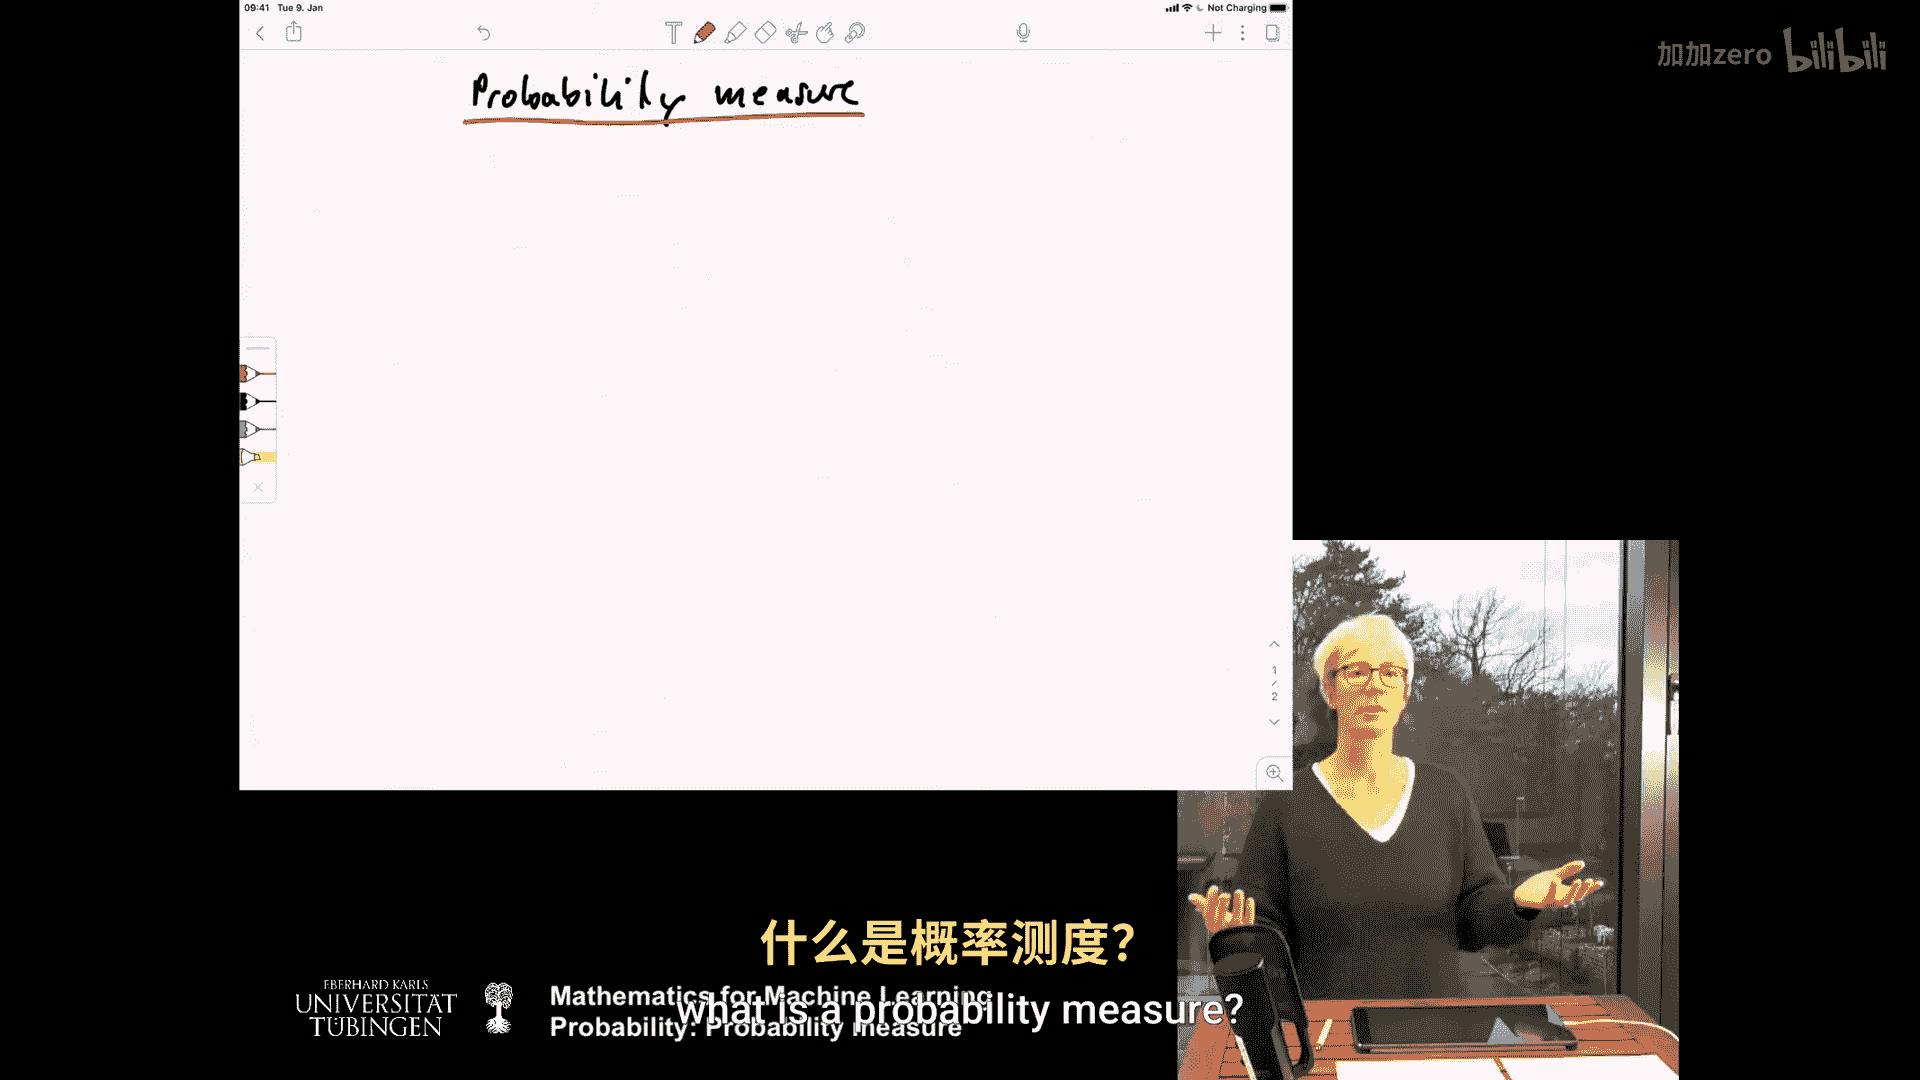 09:41 Tue 9. Jan
Not Charging
加加zero bilibili
Probability measure
1
/
2
什么是概率测度？
what is a probability measure?
EBERHARD KARLS
UNIVERSITÄT
TÜBINGEN
Mathematics for Machine Learning
Probability: Probability measure